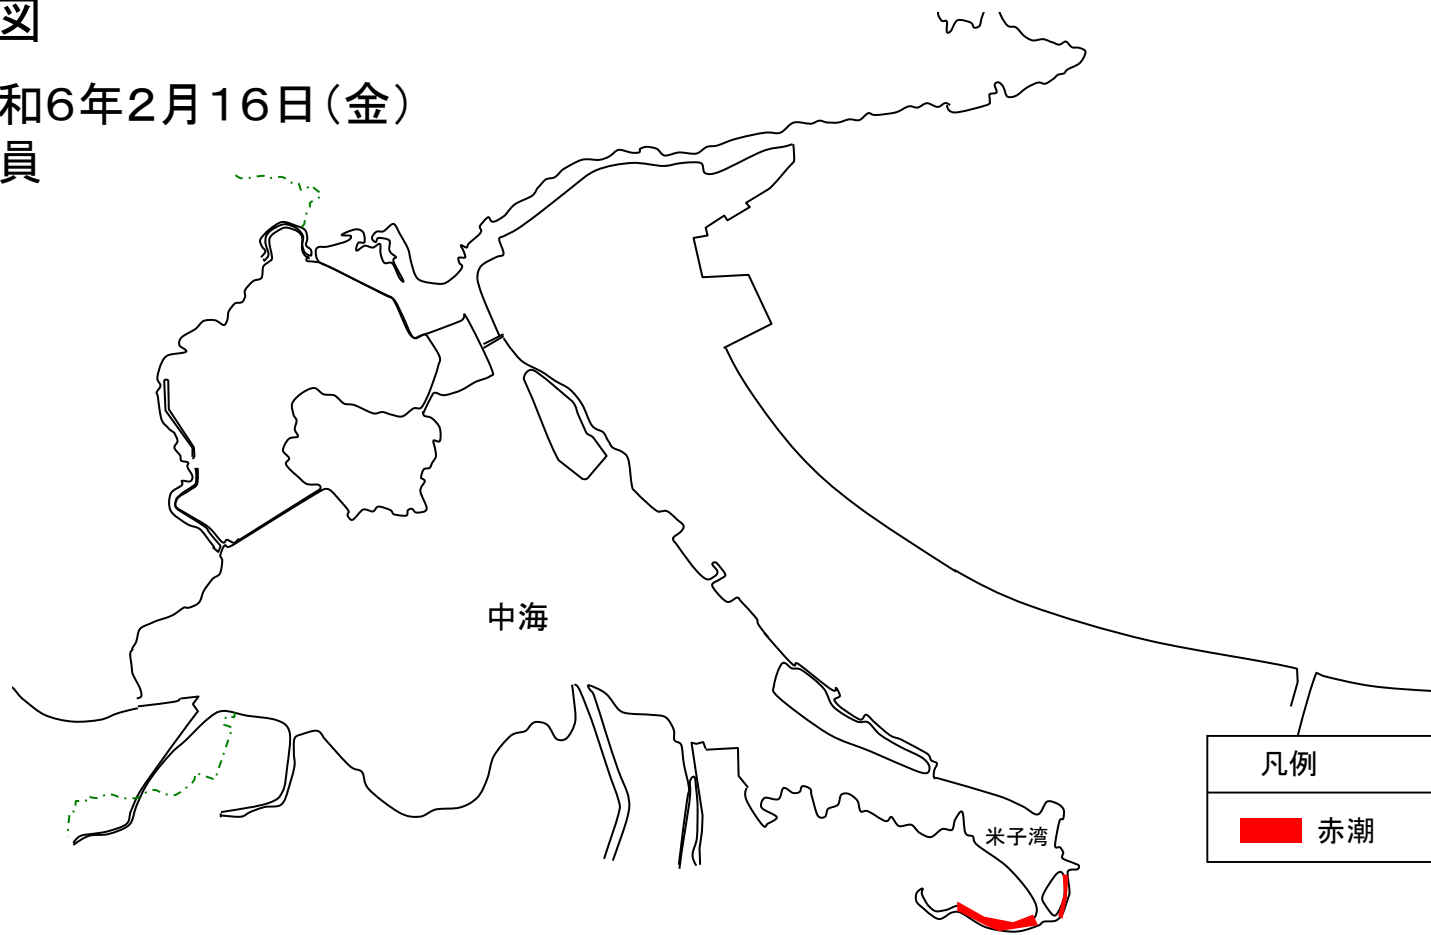 図
和6年2月16日(金)
員
中海
凡例
米子湾
赤潮